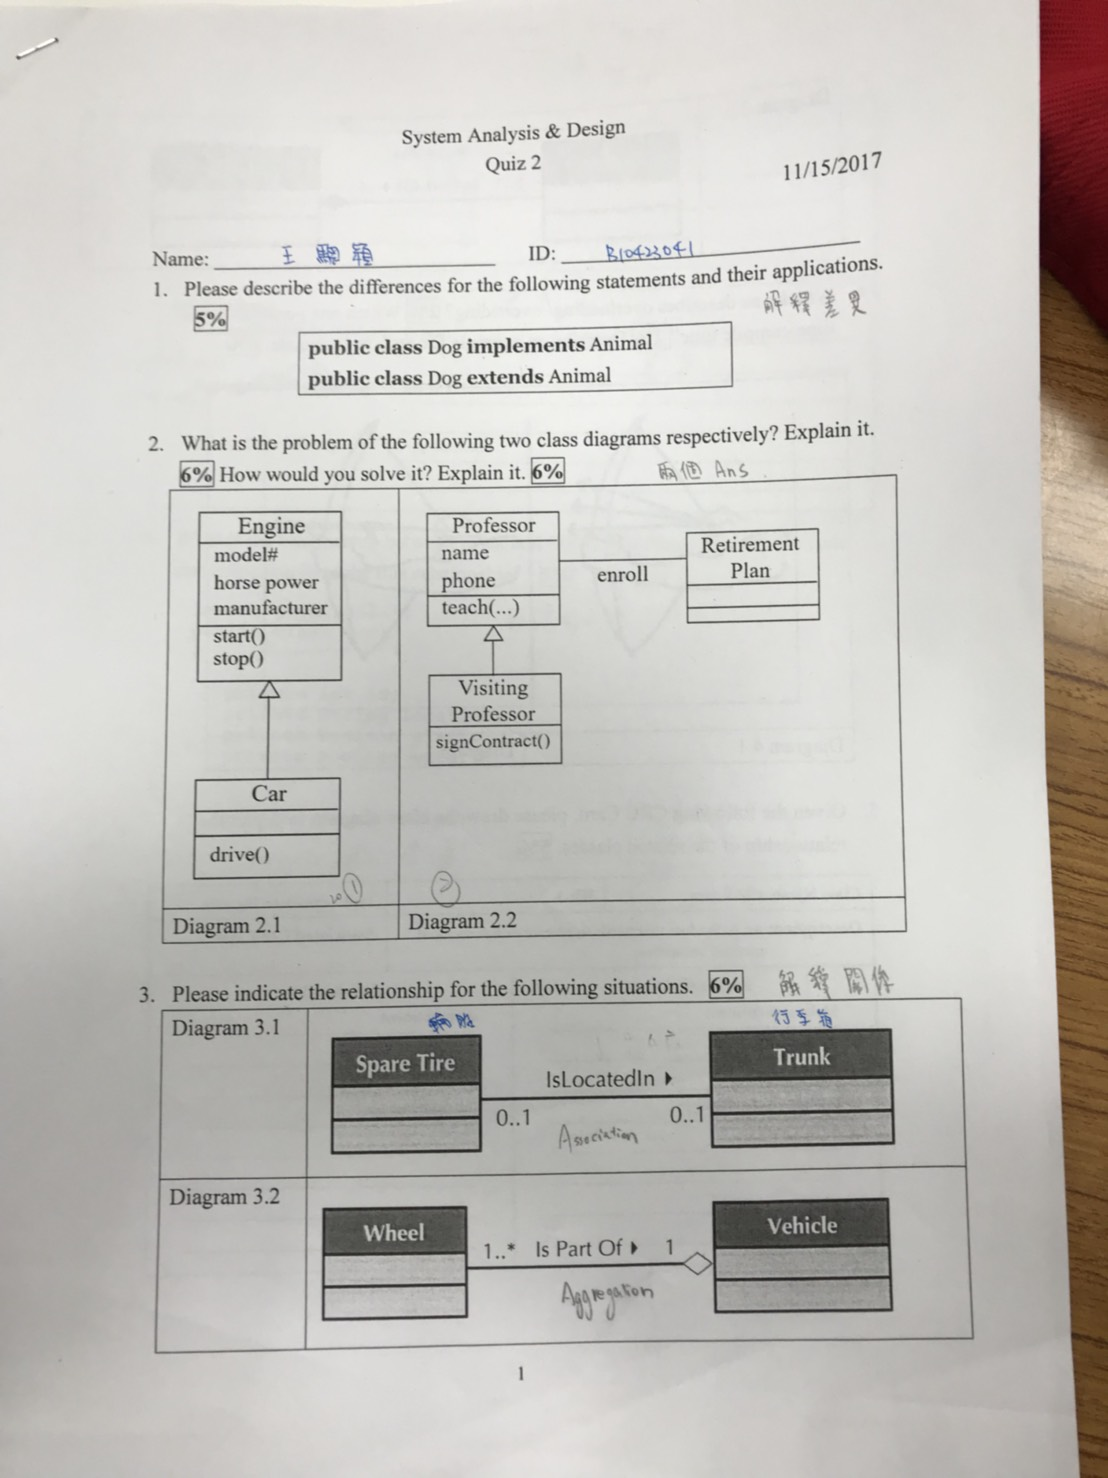 System Analysis & Design
Quiz 2
11/15/2017
Name: 王 顯 穎 ID: B10423041
1. Please describe the differences for the following statements and their applications.
5% 解釋差異
public class Dog implements Animal
public class Dog extends Animal
2. What is the problem of the following two class diagrams respectively? Explain it.
6% How would you solve it? Explain it. 6% 兩個 Ans.
Engine
model#
horse power
manufacturer
start()
stop()
Car
drive()
①
Diagram 2.1
Professor
name
phone
teach(...)
enroll
Retirement
Plan
Visiting
Professor
signContract()
②
Diagram 2.2
3. Please indicate the relationship for the following situations. 6% 解釋關係
Diagram 3.1
Spare Tire
IsLocatedIn
0..1
0..1
Association
行李箱
Trunk
Diagram 3.2
Wheel
1..* Is Part Of 1
Aggregation
Vehicle
1